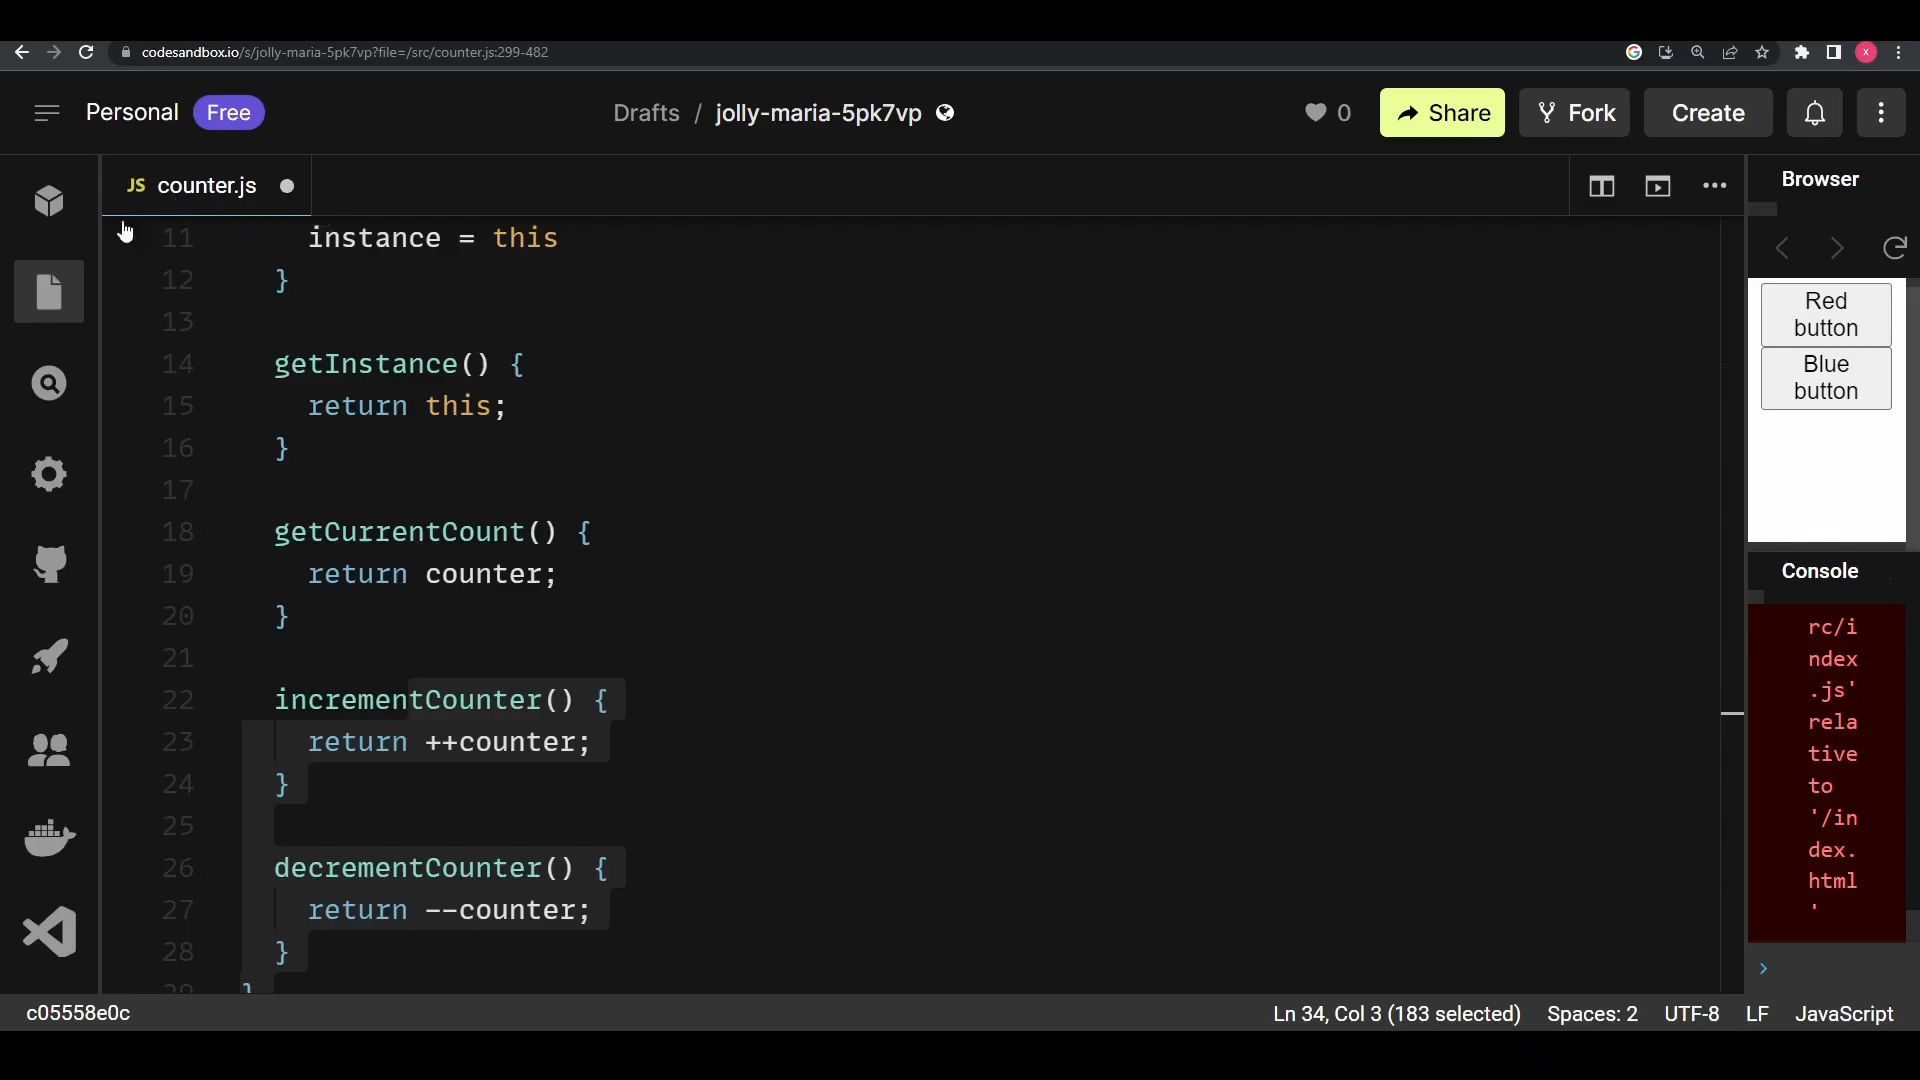 codesandbox.io/s/jolly-maria-5pk7vp?file=/src/counter.js:299-482
x
Personal Free
Drafts / jolly-maria-5pk7vp
0
Share
Fork
Create
JS counter.js
Browser
11 instance = this
12 }
13
14 getInstance() {
15 return this;
16 }
17
18 getCurrentCount() {
19 return counter;
20 }
21
22 incrementCounter() {
23 return ++counter;
24 }
25
26 decrementCounter() {
27 return --counter;
28 }
29 }
Red
button
Blue
button
Console
rc/i
ndex
.js'
rela
tive
to
'/in
dex.
html
'
c05558e0c
Ln 34, Col 3 (183 selected) Spaces: 2 UTF-8 LF JavaScript